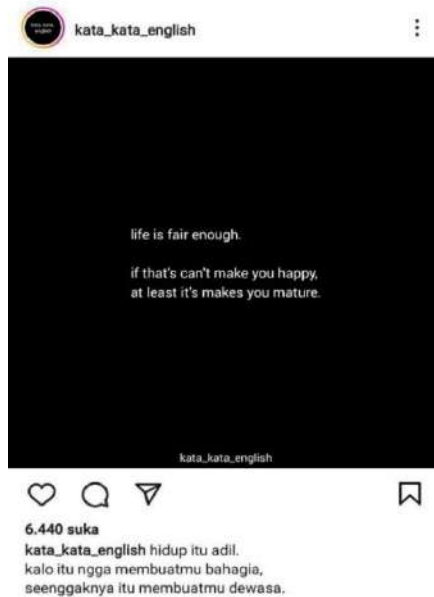 kata_kata_english
life is fair enough.
if that's can't make you happy,
at least it's makes you mature.
kata_kata_english
6.440 suka
kata_kata_english hidup itu adil.
kalo itu ngga membuatmu bahagia,
seenggaknya itu membuatmu dewasa.